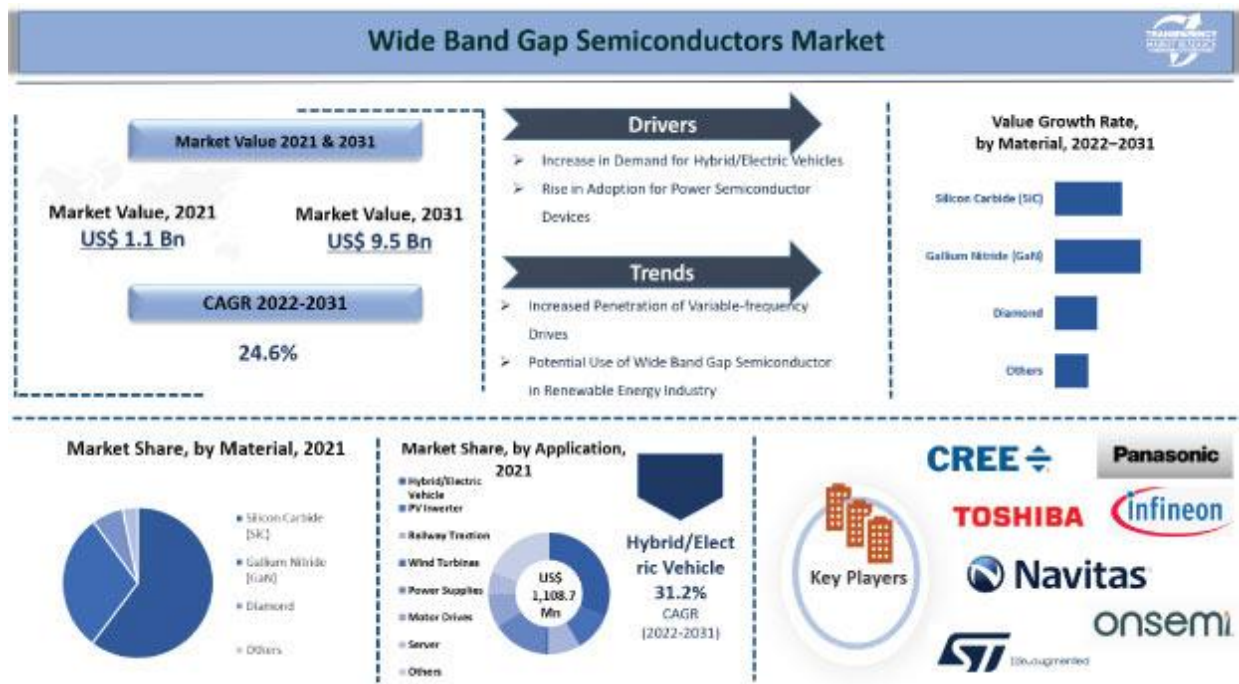 Wide Band Gap Semiconductors Market
TRANSPARENCY
MARKET RESEARCH
Market Value 2021 & 2031
Market Value, 2021
US$ 1.1 Bn
Market Value, 2031
US$ 9.5 Bn
CAGR 2022-2031
24.6%
Drivers
Increase in Demand for Hybrid/Electric Vehicles
Rise in Adoption for Power Semiconductor
Devices
Trends
Increased Penetration of Variable-frequency
Drives
Potential Use of Wide Band Gap Semiconductor
in Renewable Energy Industry
Value Growth Rate,
by Material, 2022–2031
Silicon Carbide (SiC)
Gallium Nitride (GaN)
Diamond
Others
Market Share, by Material, 2021
Silicon Carbide
(SiC)
Gallium Nitride
(GaN)
Diamond
Others
Market Share, by Application,
2021
Hybrid/Electric
Vehicle
PV Inverter
Railway Traction
Wind Turbines
Power Supplies
Motor Drives
Server
Others
US$
1,108.7
Mn
Hybrid/Elect
ric Vehicle
31.2%
CAGR
(2022-2031)
Key Players
CREE
Panasonic
TOSHIBA
infineon
Navitas
onsemi
ST
life.augmented